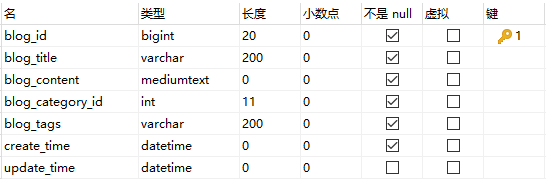 名 类型 长度 小数点 不是 null 虚拟 键
blog_id bigint 20 0 1
blog_title varchar 200 0
blog_content mediumtext 0 0
blog_category_id int 11 0
blog_tags varchar 200 0
create_time datetime 0 0
update_time datetime 0 0